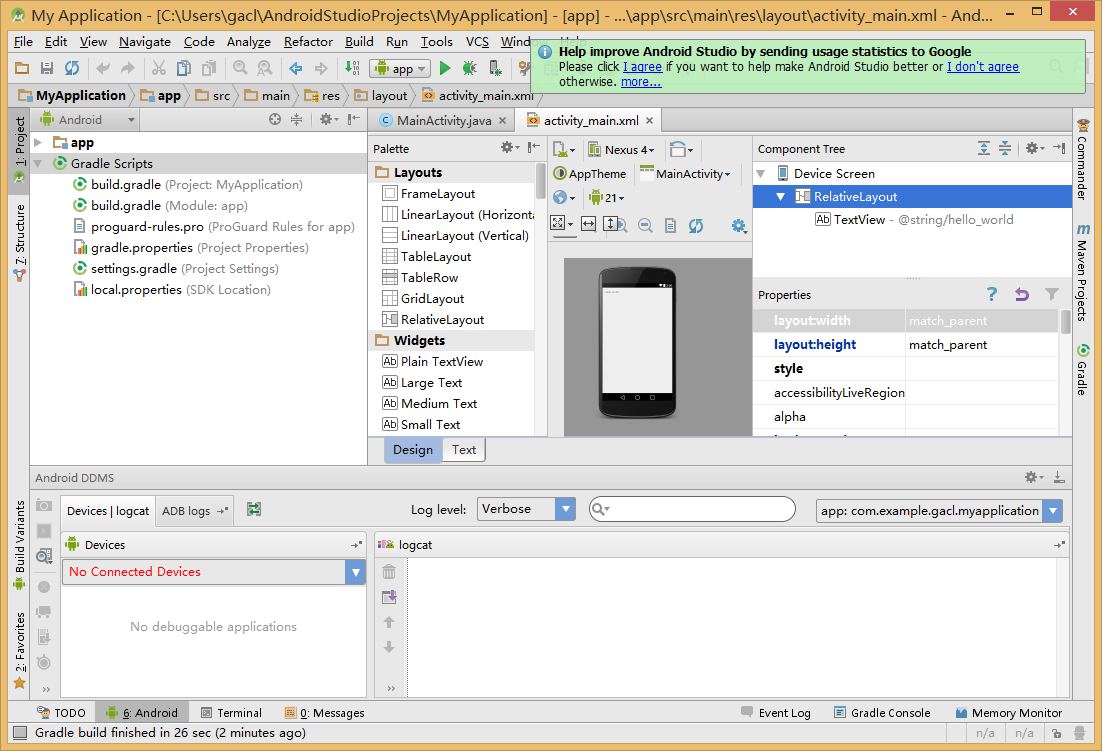 My Application - [C:\Users\gacl\AndroidStudioProjects\MyApplication] - [app] - ...\app\src\main\res\layout\activity_main.xml - And...
File Edit View Navigate Code Analyze Refactor Build Run Tools VCS Window Help
Help improve Android Studio by sending usage statistics to Google
Please click I agree if you want to help make Android Studio better or I don't agree
otherwise. more...
app
MyApplication app src main res layout activity_main.xml
1: Project
7: Structure
Build Variants
2: Favorites
Android
app
Gradle Scripts
build.gradle (Project: MyApplication)
build.gradle (Module: app)
proguard-rules.pro (ProGuard Rules for app)
gradle.properties (Project Properties)
settings.gradle (Project Settings)
local.properties (SDK Location)
MainActivity.java activity_main.xml
Palette
Layouts
FrameLayout
LinearLayout (Horizonta
LinearLayout (Vertical)
TableLayout
TableRow
GridLayout
RelativeLayout
Widgets
Plain TextView
Large Text
Medium Text
Small Text
Nexus 4
AppTheme MainActivity
21
Design Text
Component Tree
Device Screen
RelativeLayout
TextView - @string/hello_world
Properties
layout:width match_parent
layout:height match_parent
style
accessibilityLiveRegion
alpha
Commander
Maven Projects
Gradle
Android DDMS
Devices | logcat ADB logs Log level: Verbose app: com.example.gacl.myapplication
Devices
No Connected Devices
No debuggable applications
logcat
TODO 6: Android Terminal 0: Messages Event Log Gradle Console Memory Monitor
Gradle build finished in 26 sec (2 minutes ago) n/a n/a